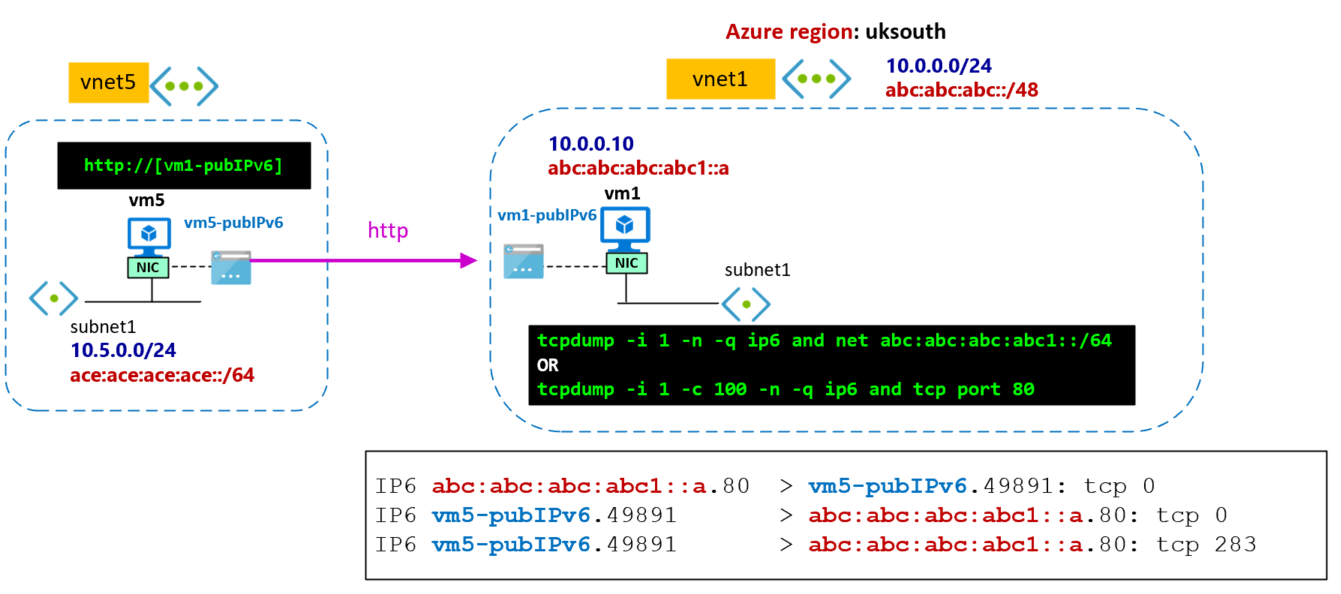 Azure region: uksouth
vnet5
vnet1
10.0.0.0/24
abc:abc:abc::/48
http://[vm1-pubIPv6]
vm5
vm5-pubIPv6
NIC
subnet1
10.5.0.0/24
ace:ace:ace:ace::/64
http
10.0.0.10
abc:abc:abc:abc1::a
vm1
vm1-pubIPv6
NIC
subnet1
tcpdump -i 1 -n -q ip6 and net abc:abc:abc:abc1::/64
OR
tcpdump -i 1 -c 100 -n -q ip6 and tcp port 80
IP6 abc:abc:abc:abc1::a.80 > vm5-pubIPv6.49891: tcp 0
IP6 vm5-pubIPv6.49891 > abc:abc:abc:abc1::a.80: tcp 0
IP6 vm5-pubIPv6.49891 > abc:abc:abc:abc1::a.80: tcp 283